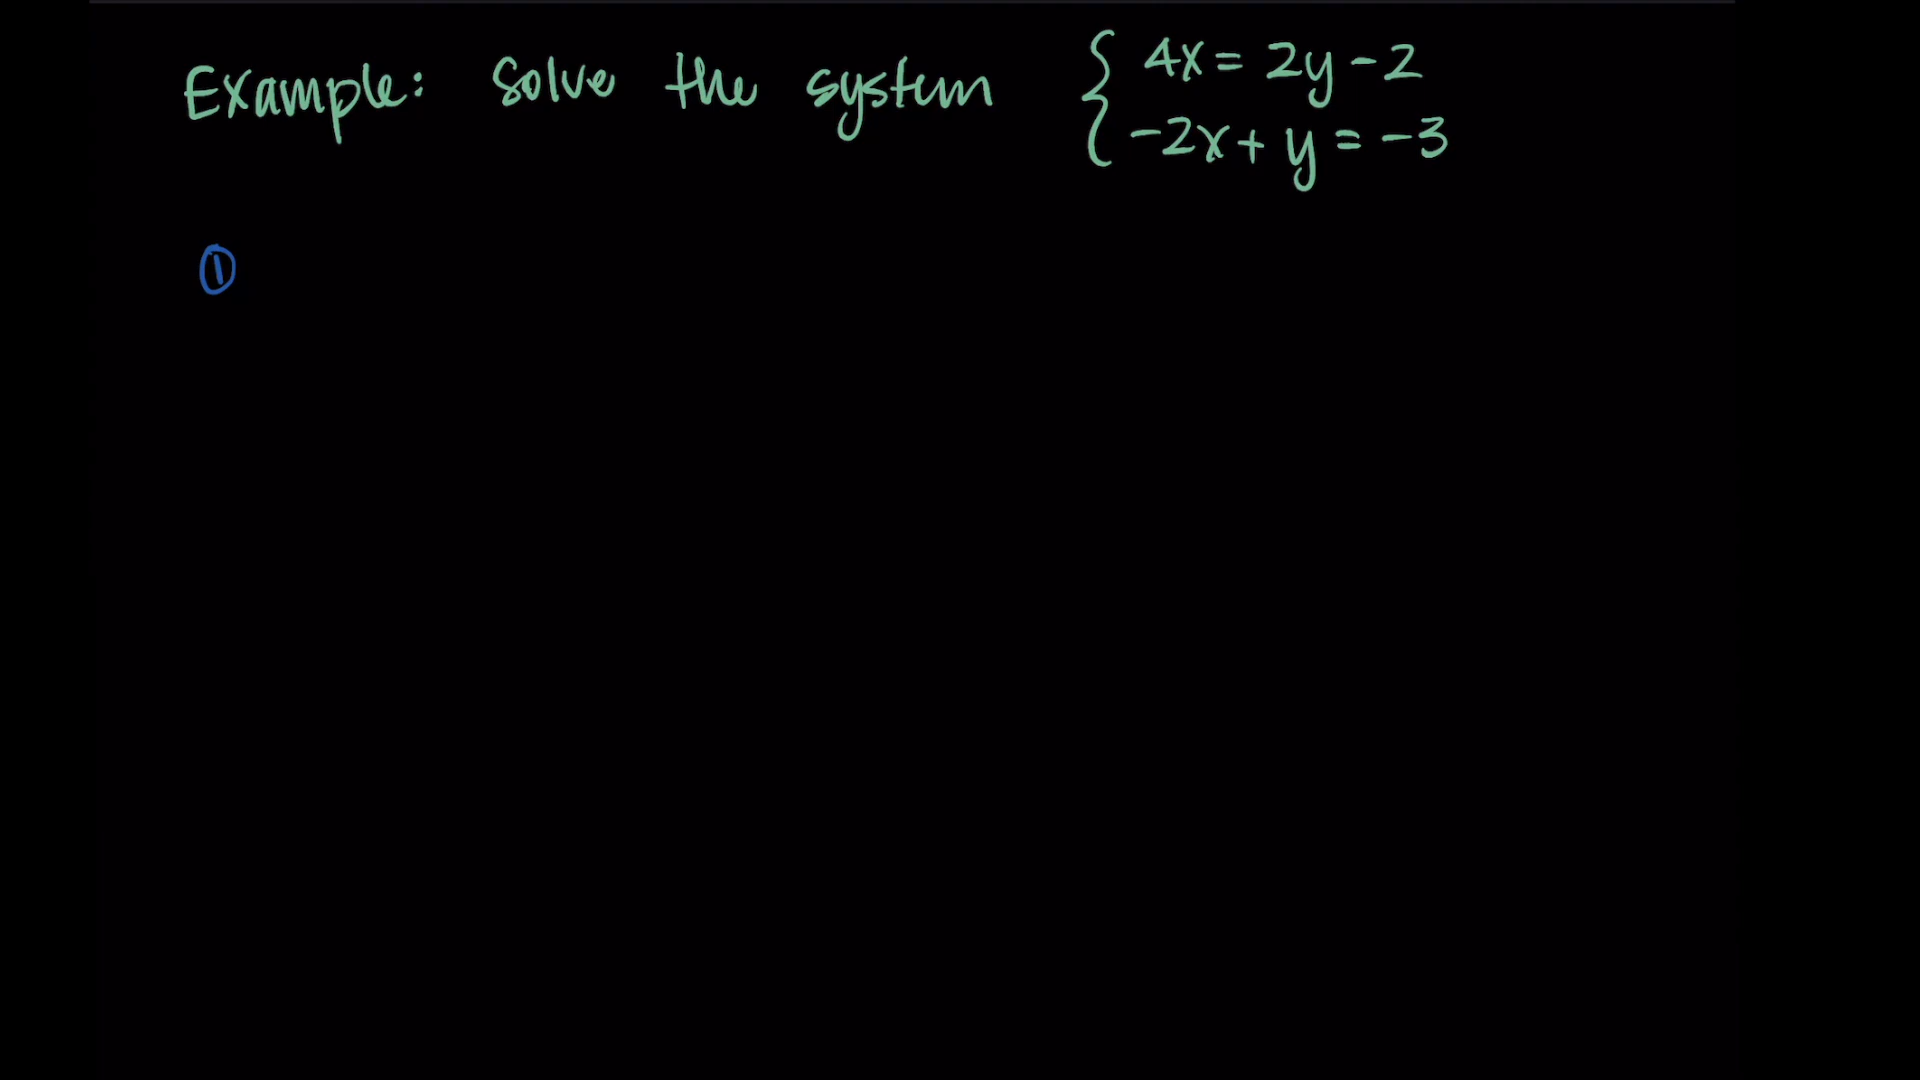 Example: Solve the system { 4x = 2y - 2
-2x + y = -3
①